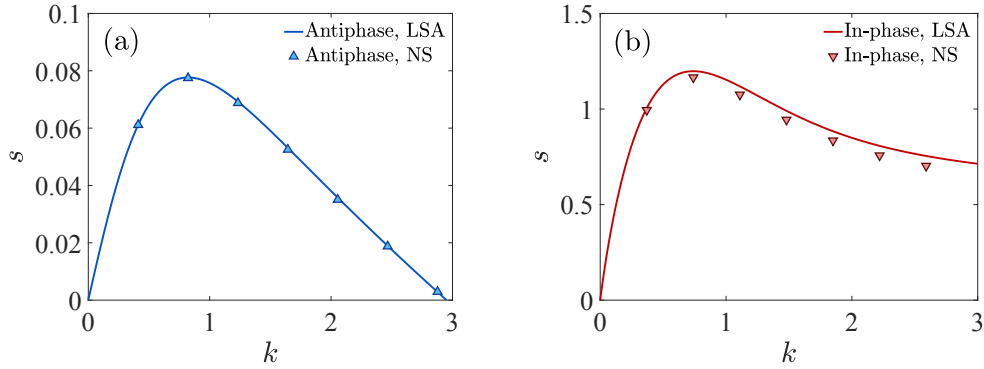 (a)
Antiphase, LSA
Antiphase, NS
0.1
0.08
0.06
0.04
0.02
0
s
0 1 2 3
k
(b)
In-phase, LSA
In-phase, NS
1.5
1
0.5
0
s
0 1 2 3
k